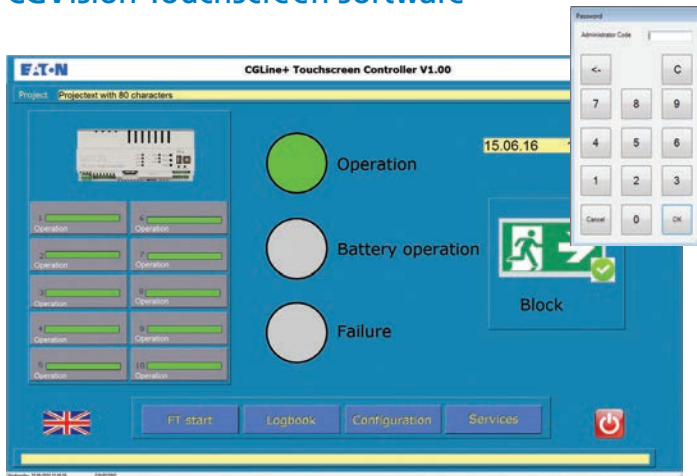 CGVision Touchscreen Software
EATON
CGLine+ Touchscreen Controller V1.00
Project
Projectext with 80 characters
Password
Administrator Code
<-
C
7
8
9
4
5
6
1
2
3
Cancel
0
OK
15.06.16
Operation
Battery operation
Failure
Block
1
Operation
6
Operation
2
Operation
7
Operation
3
Operation
8
Operation
4
Operation
9
Operation
5
Operation
10
Operation
FT start
Logbook
Configuration
Services